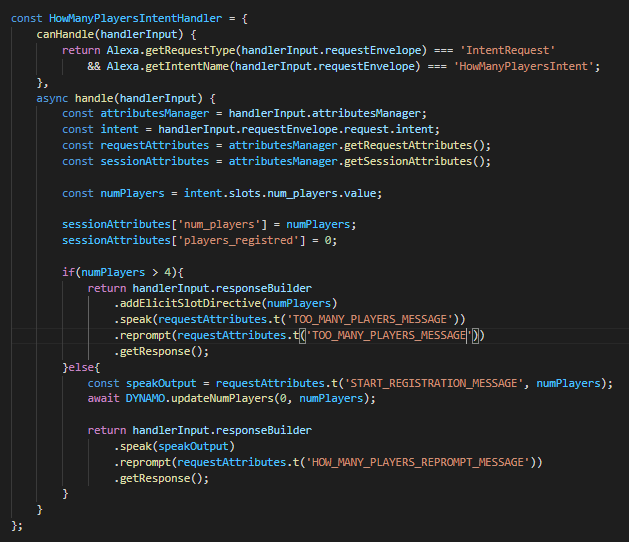 const HowManyPlayersIntentHandler = {
    canHandle(handlerInput) {
        return Alexa.getRequestType(handlerInput.requestEnvelope) === 'IntentRequest'
            && Alexa.getIntentName(handlerInput.requestEnvelope) === 'HowManyPlayersIntent';
    },
    async handle(handlerInput) {
        const attributesManager = handlerInput.attributesManager;
        const intent = handlerInput.requestEnvelope.request.intent;
        const requestAttributes = attributesManager.getRequestAttributes();
        const sessionAttributes = attributesManager.getSessionAttributes();

        const numPlayers = intent.slots.num_players.value;

        sessionAttributes['num_players'] = numPlayers;
        sessionAttributes['players_registred'] = 0;

        if(numPlayers > 4){
            return handlerInput.responseBuilder
                .addElicitSlotDirective(numPlayers)
                .speak(requestAttributes.t('TOO_MANY_PLAYERS_MESSAGE'))
                .reprompt(requestAttributes.t('TOO_MANY_PLAYERS_MESSAGE'))
                .getResponse();
        }else{
            const speakOutput = requestAttributes.t('START_REGISTRATION_MESSAGE', numPlayers);
            await DYNAMO.updateNumPlayers(0, numPlayers);

            return handlerInput.responseBuilder
                .speak(speakOutput)
                .reprompt(requestAttributes.t('HOW_MANY_PLAYERS_REPROMPT_MESSAGE'))
                .getResponse();
        }
    }
};